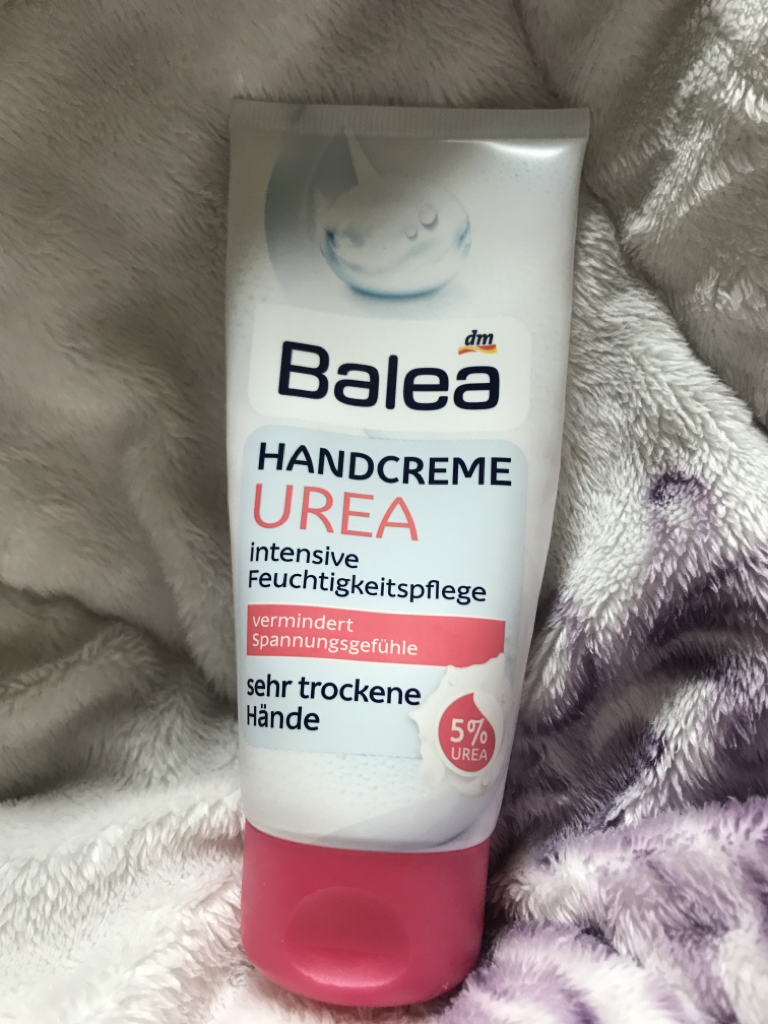 dm
Balea
HANDCREME
UREA
intensive
Feuchtigkeitspflege
vermindert
Spannungsgefühle
sehr trockene
Hände
5%
UREA